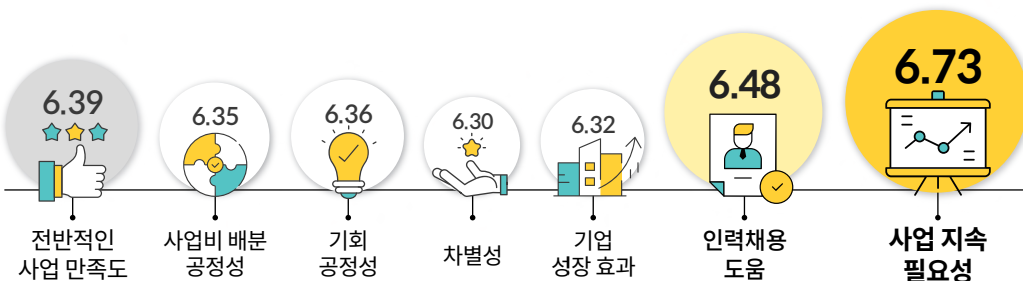 6.39
6.35
6.36
6.30
6.32
6.48
6.73
전반적인
사업 만족도
사업비 배분
공정성
기회
공정성
차별성
기업
성장 효과
인력채용
도움
사업 지속
필요성